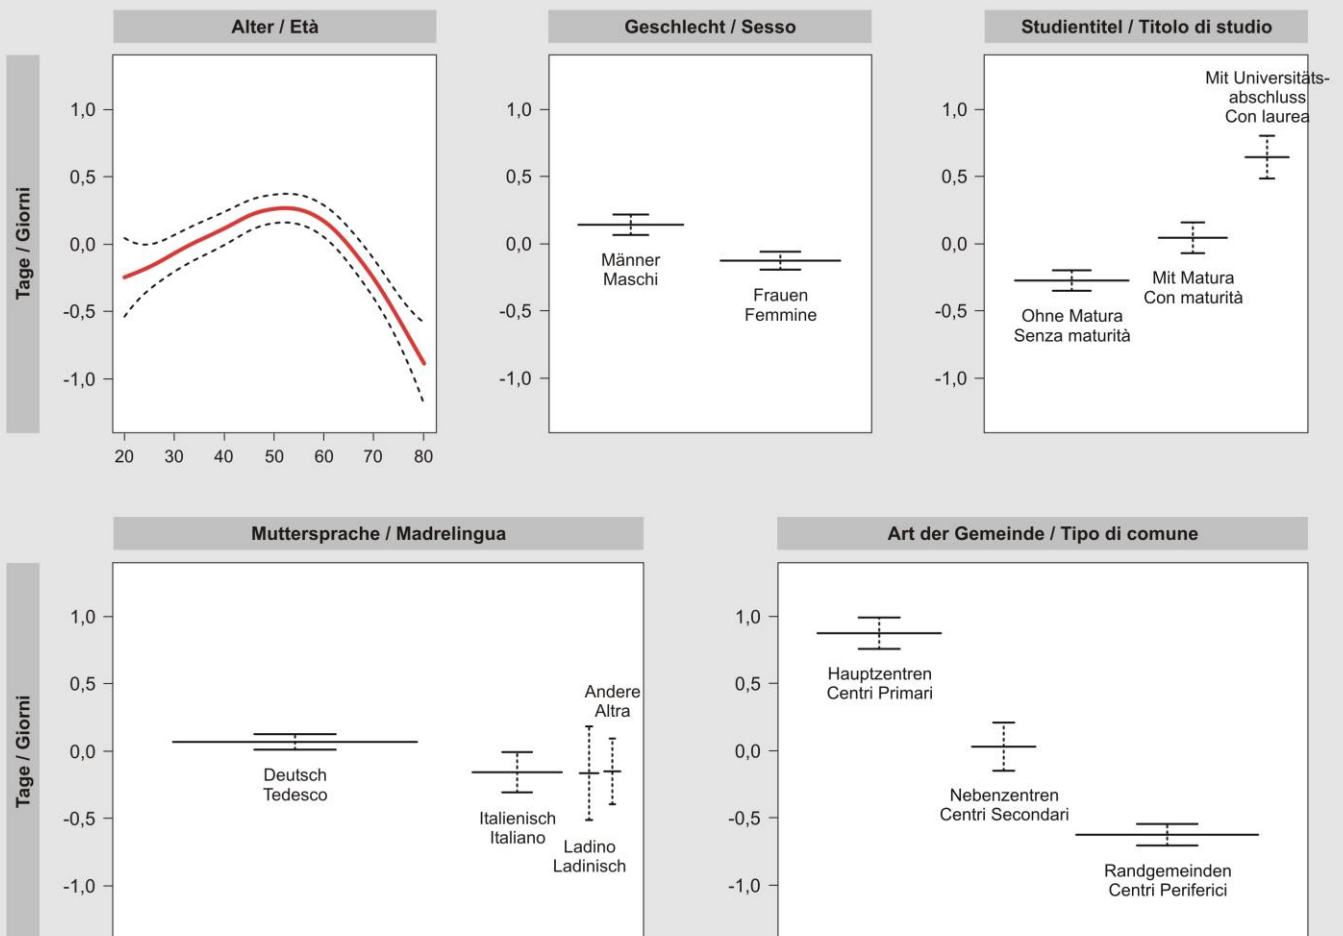 Alter / Età
Geschlecht / Sesso
Studientitel / Titolo di studio
Tage / Giorni
1,0
0,5
0,0
-0,5
-1,0
20 30 40 50 60 70 80
1,0
0,5
0,0
-0,5
-1,0
Männer
Maschi
Frauen
Femmine
1,0
0,5
0,0
-0,5
-1,0
Mit Universitäts-
abschluss
Con laurea
Mit Matura
Con maturità
Ohne Matura
Senza maturità
Muttersprache / Madrelingua
Art der Gemeinde / Tipo di comune
Tage / Giorni
1,0
0,5
0,0
-0,5
-1,0
Deutsch
Tedesco
Italienisch
Italiano
Andere
Altra
Ladino
Ladinisch
1,0
0,5
0,0
-0,5
-1,0
Hauptzentren
Centri Primari
Nebenzentren
Centri Secondari
Randgemeinden
Centri Periferici